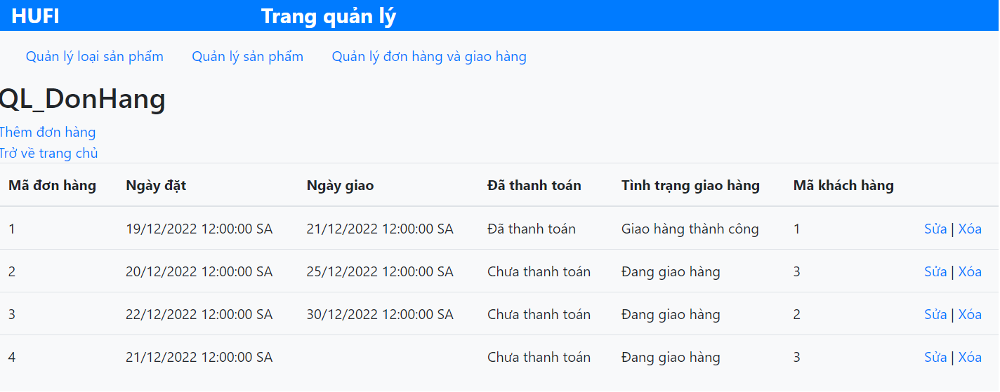 HUFI Trang quản lý
Quản lý loại sản phẩm Quản lý sản phẩm Quản lý đơn hàng và giao hàng
QL_DonHang
Thêm đơn hàng
Trở về trang chủ
Mã đơn hàng Ngày đặt Ngày giao Đã thanh toán Tình trạng giao hàng Mã khách hàng
1 19/12/2022 12:00:00 SA 21/12/2022 12:00:00 SA Đã thanh toán Giao hàng thành công 1 Sửa | Xóa
2 20/12/2022 12:00:00 SA 25/12/2022 12:00:00 SA Chưa thanh toán Đang giao hàng 3 Sửa | Xóa
3 22/12/2022 12:00:00 SA 30/12/2022 12:00:00 SA Chưa thanh toán Đang giao hàng 2 Sửa | Xóa
4 21/12/2022 12:00:00 SA Chưa thanh toán Đang giao hàng 3 Sửa | Xóa